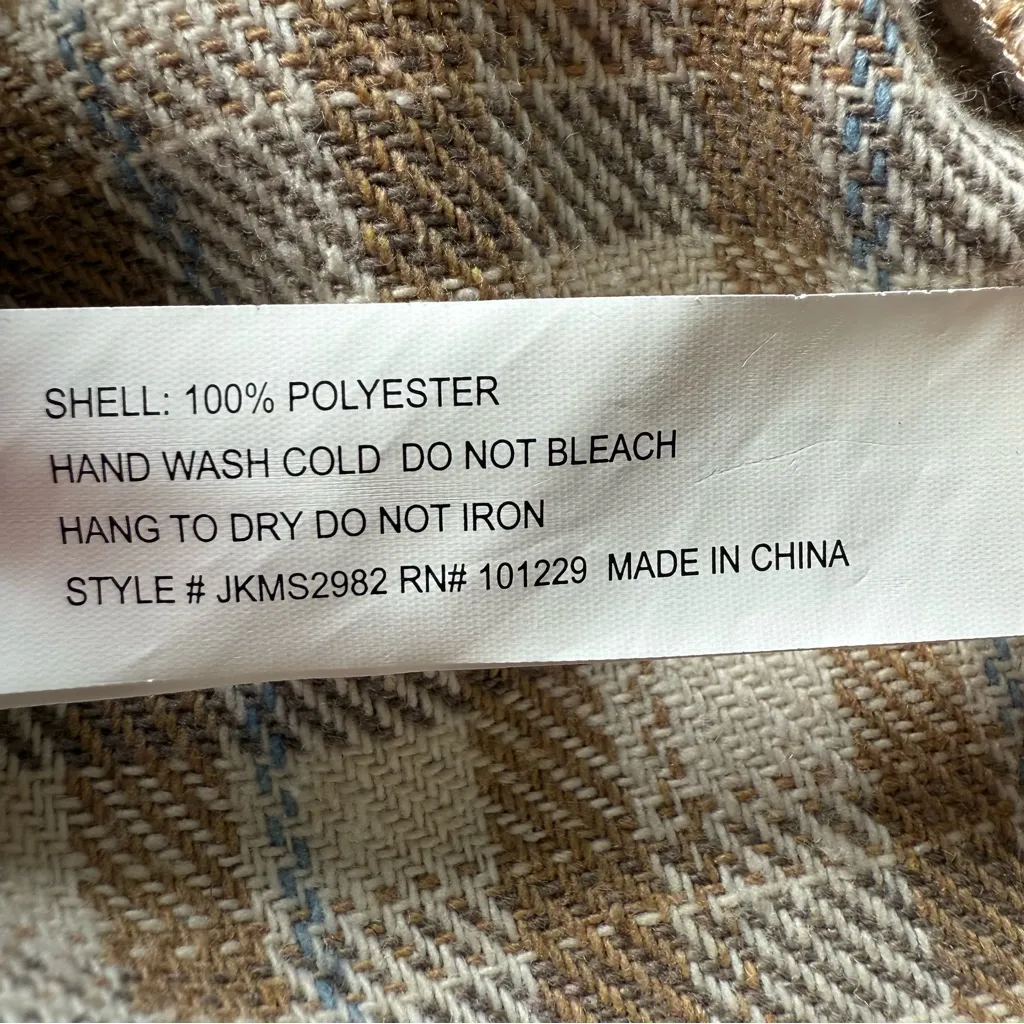 SHELL: 100% POLYESTER
HAND WASH COLD DO NOT BLEACH
HANG TO DRY DO NOT IRON
STYLE # JKMS2982 RN# 101229 MADE IN CHINA